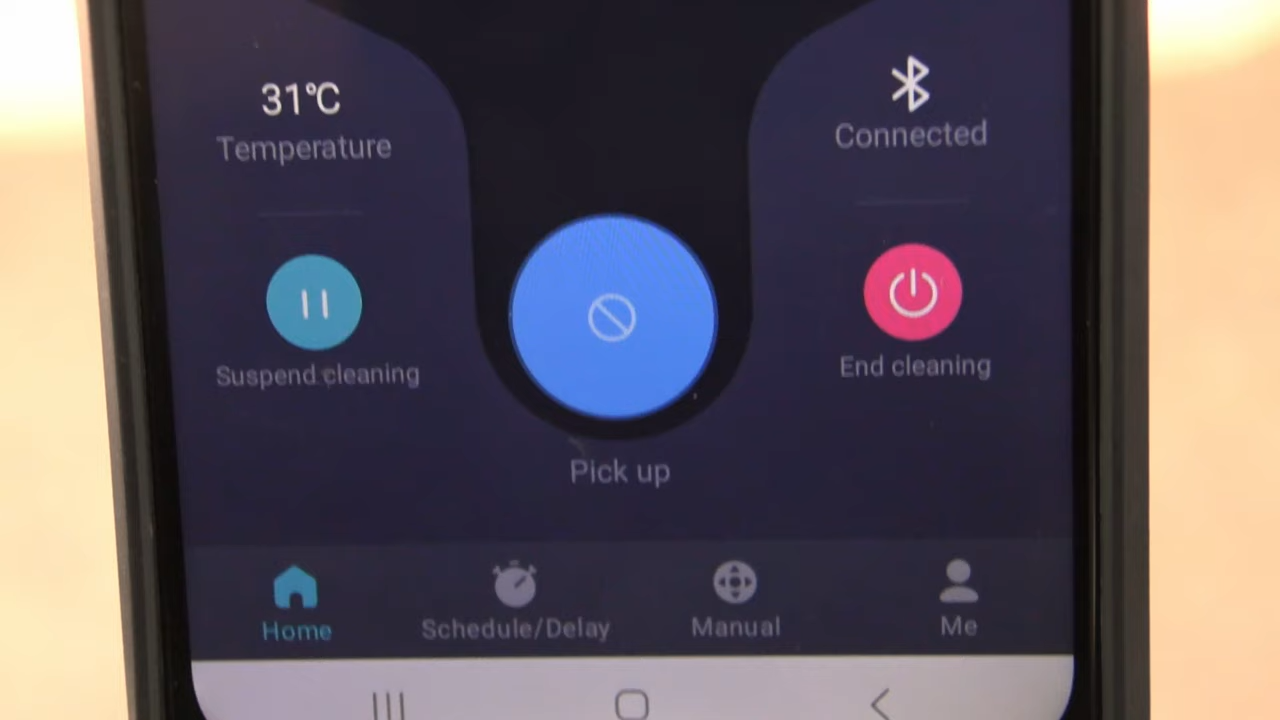 31℃
Temperature
Connected
Suspend cleaning
End cleaning
Pick up
Home
Schedule/Delay
Manual
Me